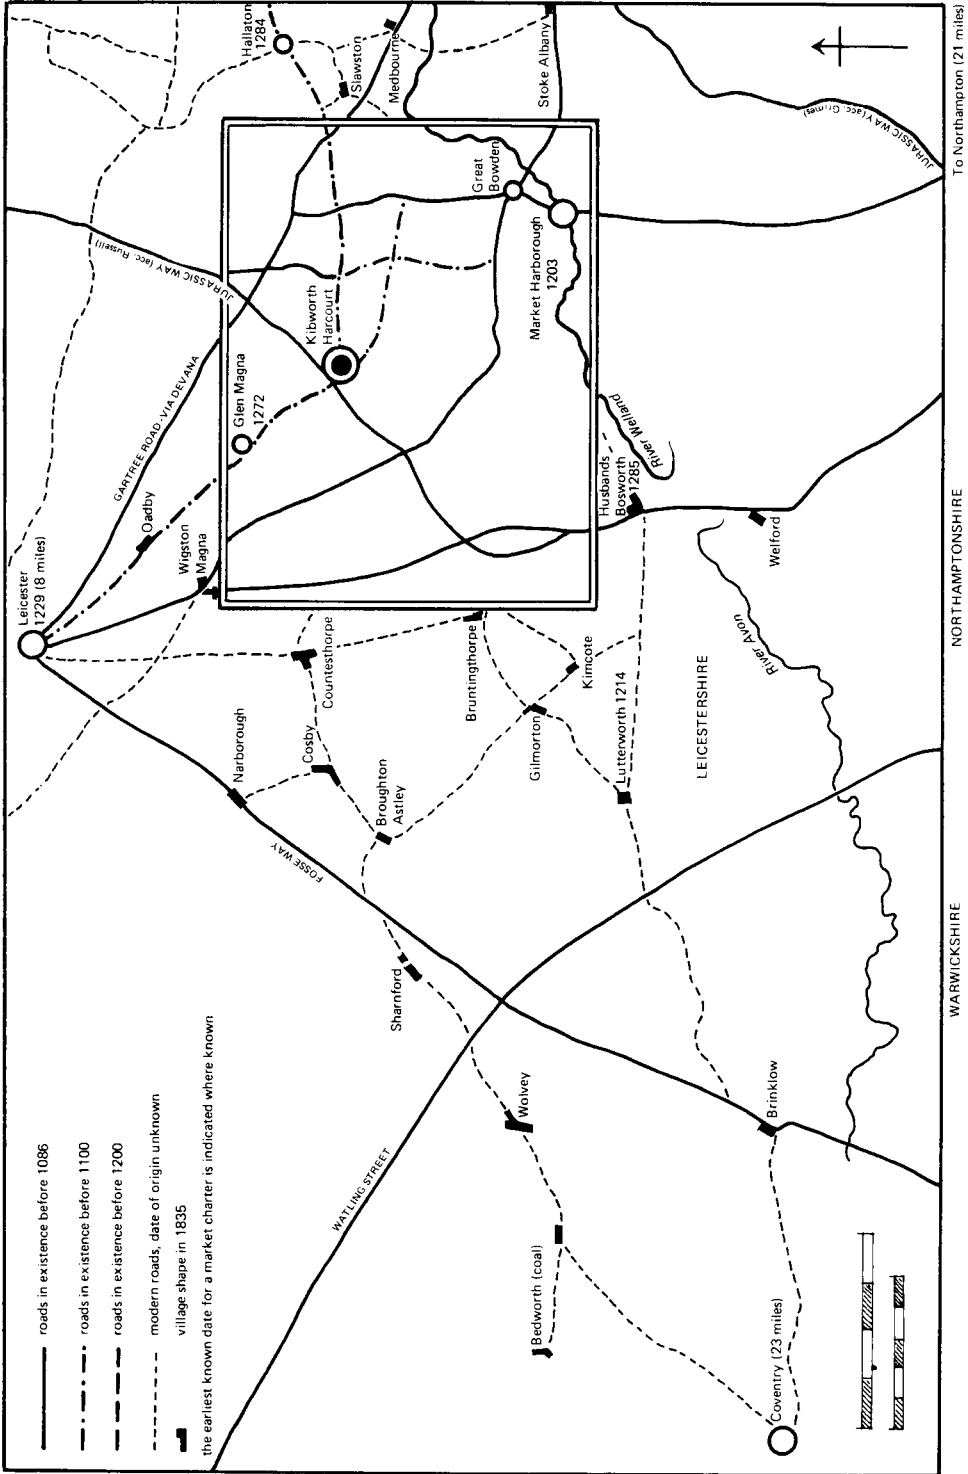 roads in existence before 1086
roads in existence before 1100
roads in existence before 1200
modern roads, date of origin unknown
village shape in 1835
the earliest known date for a market charter is indicated where known
Leicester
1229 (8 miles)
Hallaton
1284
Slawston
Medbourne
Stoke Albany
JURASSIC WAY (acc. Russell)
JURASSIC WAY (acc. Grimes)
GARTREE ROAD-VIA DEVANA
Oadby
Wigston
Magna
Glen Magna
1272
Kibworth
Harcourt
Great
Bowden
Market Harborough
1203
River Welland
Husbands
Bosworth
1285
Welford
River Avon
Countesthorpe
Bruntingthorpe
Kimcote
Gilmorton
Lutterworth 1214
LEICESTERSHIRE
Narborough
Cosby
Broughton
Astley
FOSSE WAY
Sharnford
WATLING STREET
Wolvey
Bedworth (coal)
Brinklow
Coventry (23 miles)
WARWICKSHIRE
NORTHAMPTONSHIRE
To Northampton (21 miles)